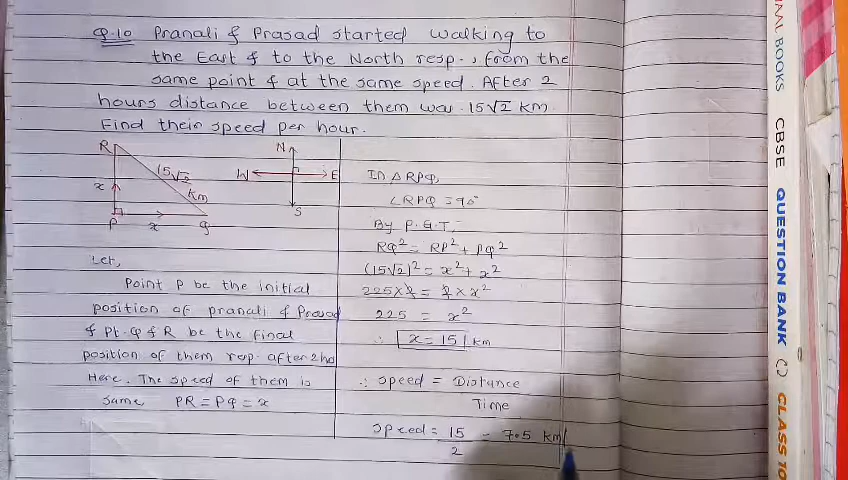 Q.10 Pranali & Prasad started walking to
the East & to the North resp., from the
same point & at the same speed. After 2
hours distance between them was 15√2 km.
Find their speed per hour.
R
15√2
km
x
P
x
Q
N
W
E
S
Let,
Point P be the initial
position of pranali & Prasad
& Pt. Q & R be the final
position of them resp. after 2h
Here, The speed of them is
same PR = PQ = x
In △RPQ,
∠RPQ = 90°
By P.G.T,
RQ² = RP² + PQ²
(15√2)² = x² + x²
225 × 2 = 2 × x²
225 = x²
∴ x = 15 km
∴ speed = Distance
Time
speed = 15
2
= 7.5 km/
NAAL BOOKS
CBSE QUESTION BANK
CLASS 10